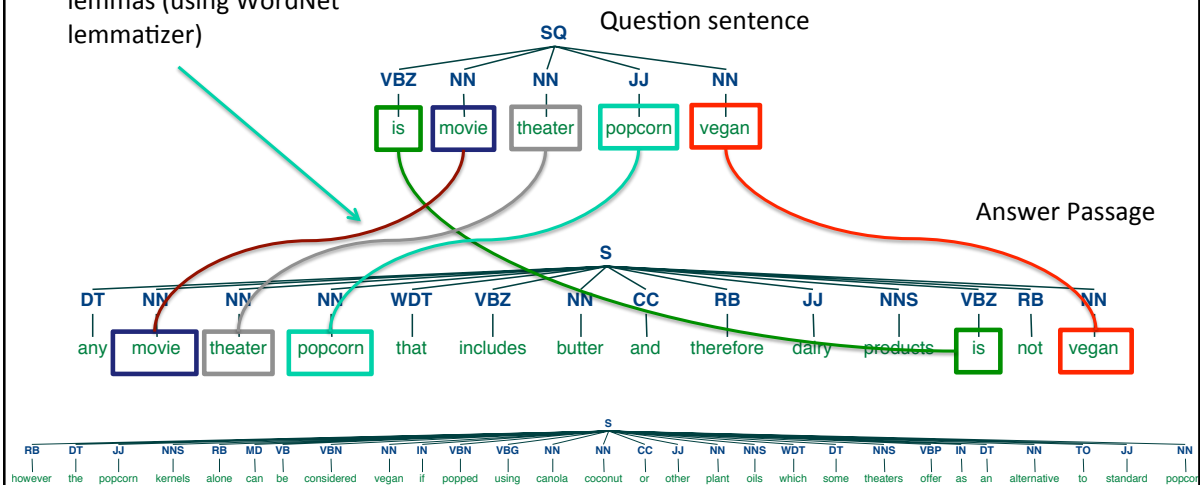 lemmas (using WordNet
lemmatizer)
Question sentence
SQ
VBZ NN NN JJ NN
is movie theater popcorn vegan
Answer Passage
S
DT NN NN NN WDT VBZ NN CC RB JJ NNS VBZ RB NN
any movie theater popcorn that includes butter and therefore dairy products is not vegan
S
RB DT JJ NNS RB MD VB VBN NN IN VBN VBG NN NN CC JJ NN NNS WDT DT NNS VBP IN DT NN TO JJ NN
however the popcorn kernels alone can be considered vegan if popped using canola coconut or other plant oils which some theaters offer as an alternative to standard popco